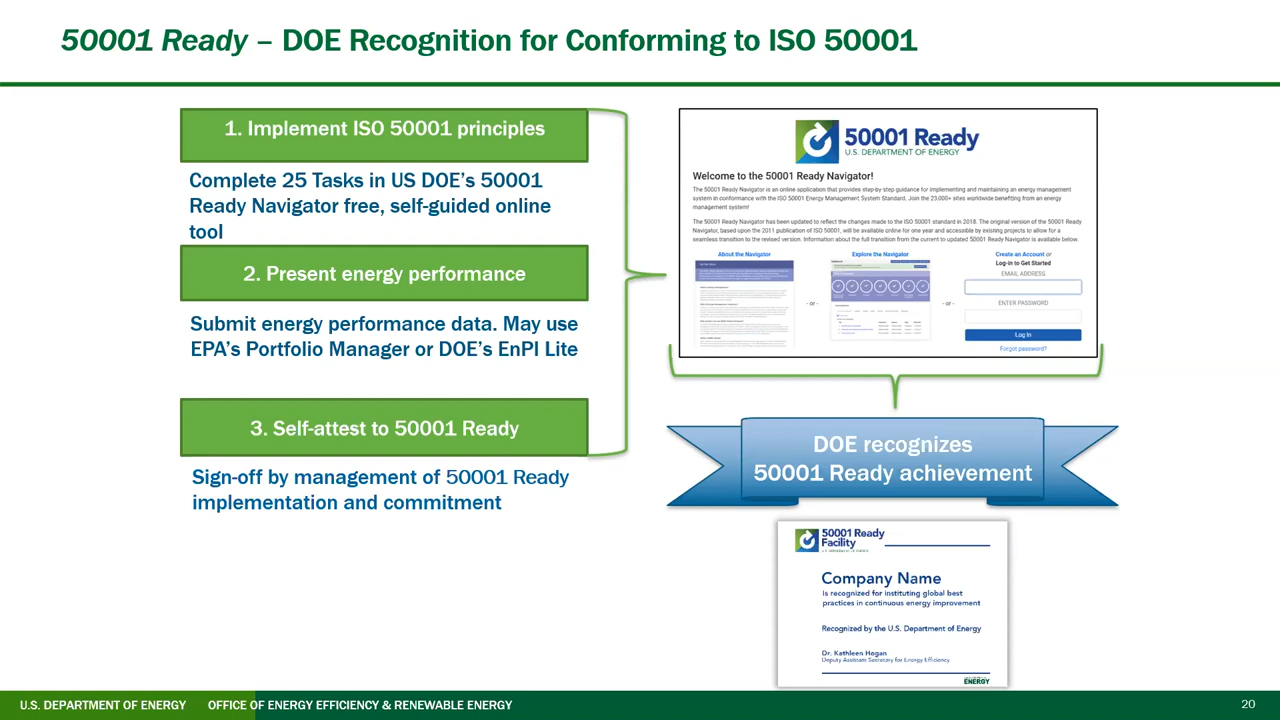 50001 Ready – DOE Recognition for Conforming to ISO 50001
1. Implement ISO 50001 principles
Complete 25 Tasks in US DOE's 50001
Ready Navigator free, self-guided online
tool
2. Present energy performance
Submit energy performance data. May use
EPA's Portfolio Manager or DOE's EnPI Lite
3. Self-attest to 50001 Ready
Sign-off by management of 50001 Ready
implementation and commitment
50001 Ready
U.S. DEPARTMENT OF ENERGY
Welcome to the 50001 Ready Navigator!
The 50001 Ready Navigator is an online application that provides step-by-step guidance for implementing and maintaining an energy management
system in conformance with the ISO 50001 Energy Management System Standard. Join the 23,000+ sites worldwide benefiting from an energy
management system!
The 50001 Ready Navigator has been updated to reflect the changes made to the ISO 50001 standard in 2018. The original version of the 50001 Ready
Navigator, based upon the 2011 publication of ISO 50001, will be available online for one year and accessible by existing projects to allow for a
seamless transition to the revised version. Information about the full transition from the current to updated 50001 Ready Navigator is available below.
About the Navigator
- or -
Explore the Navigator
- or -
Create an Account or
Log-in to Get Started
EMAIL ADDRESS
ENTER PASSWORD
Log In
Forgot password?
DOE recognizes
50001 Ready achievement
50001 Ready
Facility
U.S. DEPARTMENT OF ENERGY
Company Name
Is recognized for instituting global best
practices in continuous energy improvement
Recognized by the U.S. Department of Energy
Dr. Kathleen Hogan
Deputy Assistant Secretary for Energy Efficiency
ENERGY
U.S. DEPARTMENT OF ENERGY OFFICE OF ENERGY EFFICIENCY & RENEWABLE ENERGY
20